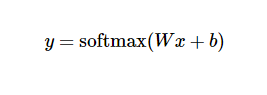 y = softmax(Wx + b)